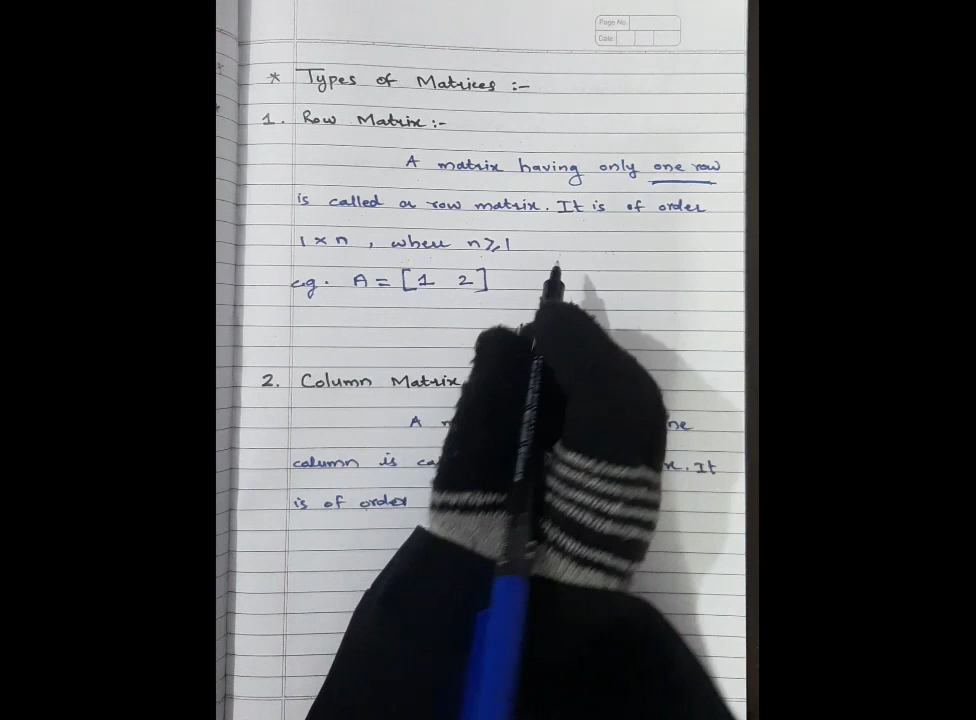 Page No.
Date
* Types of Matrices :-
1. Row Matrix :-
A matrix having only one row
is called a row matrix. It is of order
1 × n , where n ⩾ 1
e.g. A = [1 2]
2. Column Matrix
A
column is
It
is of order